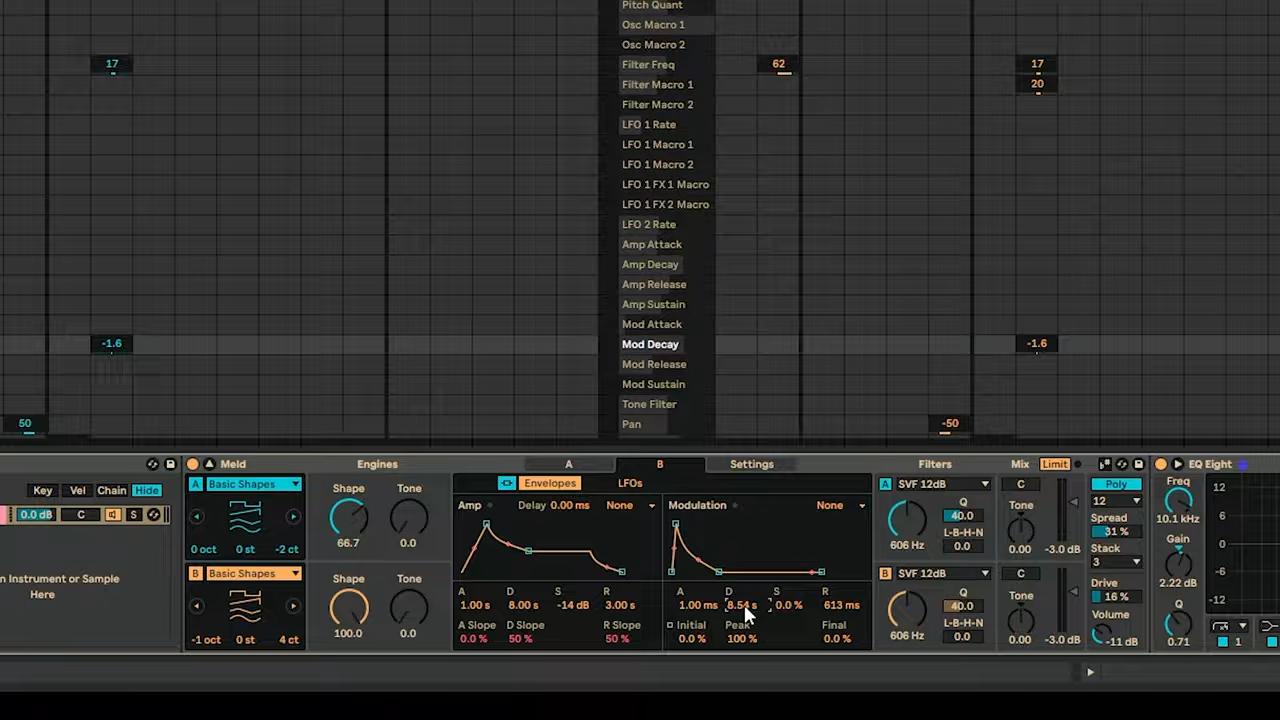 Pitch Quant
Osc Macro 1
Osc Macro 2
17 Filter Freq 62 17
Filter Macro 1 20
Filter Macro 2
LFO 1 Rate
LFO 1 Macro 1
LFO 1 Macro 2
LFO 1 FX 1 Macro
LFO 1 FX 2 Macro
LFO 2 Rate
Amp Attack
Amp Decay
Amp Release
Amp Sustain
Mod Attack
-1.6 Mod Decay -1.6
Mod Release
Mod Sustain
Tone Filter
50 Pan -50
Meld Engines A B Settings Filters Mix Limit EQ Eight
Key Vel Chain Hide
0.0 dB C S
n Instrument or Sample
Here
A Basic Shapes
0 oct 0 st -2 ct
B Basic Shapes
-1 oct 0 st 4 ct
Shape Tone
66.7 0.0
Shape Tone
100.0 0.0
Envelopes LFOs
Amp Delay 0.00 ms None
A D S R
1.00 s 8.00 s -14 dB 3.00 s
A Slope D Slope R Slope
0.0 % 50 % 50 %
Modulation None
A D S R
1.00 ms 8.54 s 0.0 % 613 ms
Initial Peak Final
0.0 % 100 % 0.0 %
A SVF 12dB
Q
40.0
L-B-H-N
606 Hz 0.0
B SVF 12dB
Q
40.0
L-B-H-N
606 Hz 0.0
C
Tone
0.00 -3.0 dB
C
Tone
0.00 -3.0 dB
Poly
12
Spread
31 %
Stack
3
Drive
16 %
Volume
-11 dB
Freq
10.1 kHz
Gain
2.22 dB
Q
0.71
12
6
0
-6
-12
1